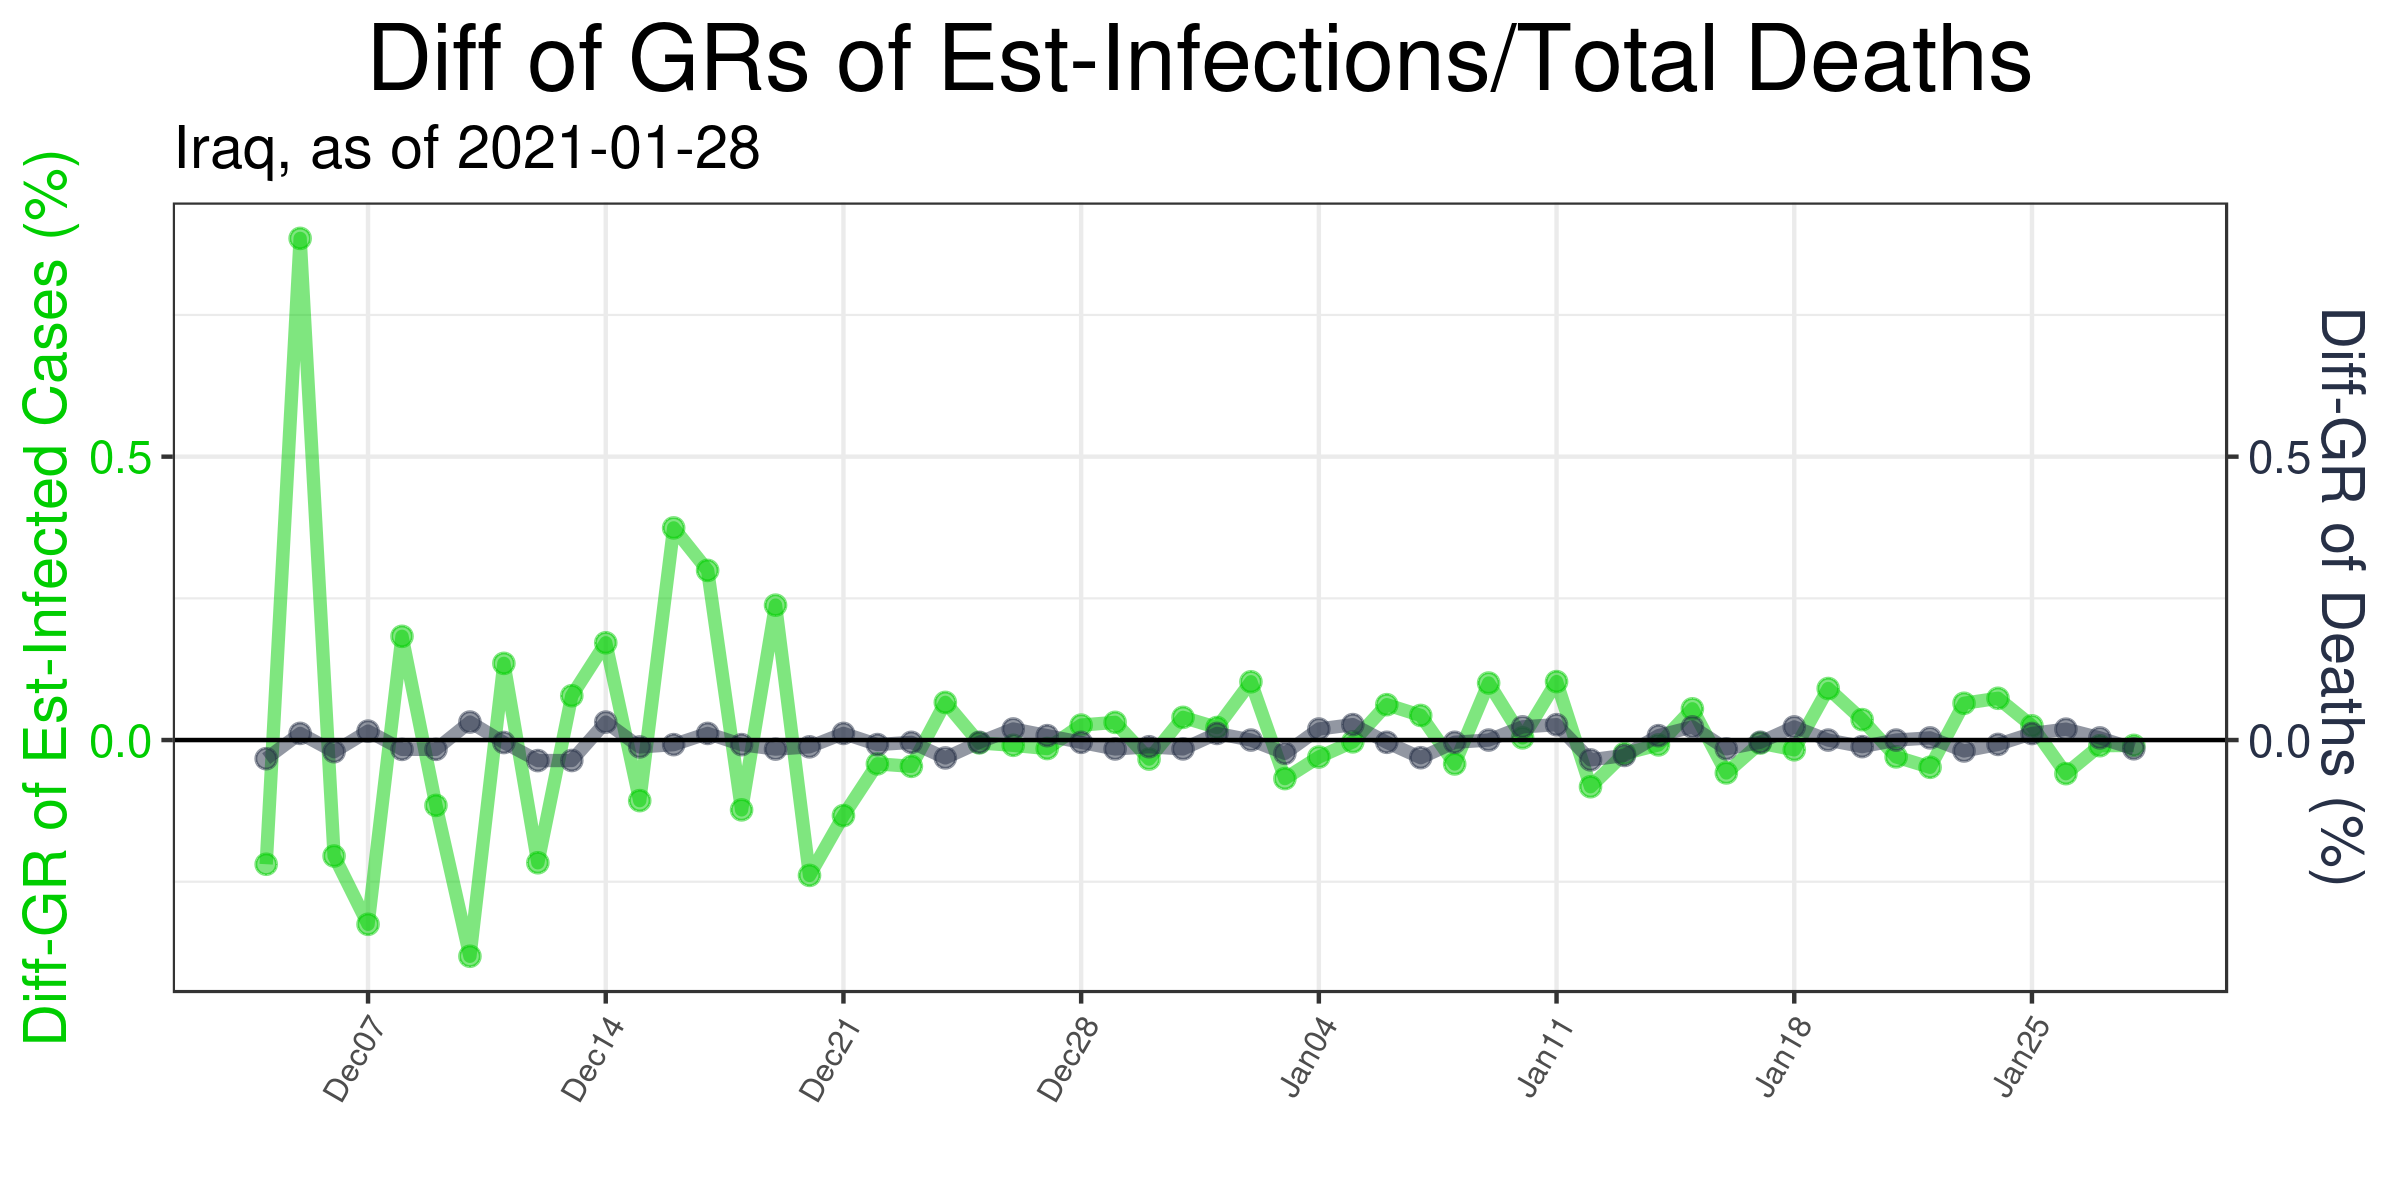 Diff of GRs of Est-Infections/Total Deaths
Iraq, as of 2021-01-28
Diff-GR of Est-Infected Cases (%)
0.5
0.0
0.5
0.0
Diff-GR of Deaths (%)
Dec07
Dec14
Dec21
Dec28
Jan04
Jan11
Jan18
Jan25